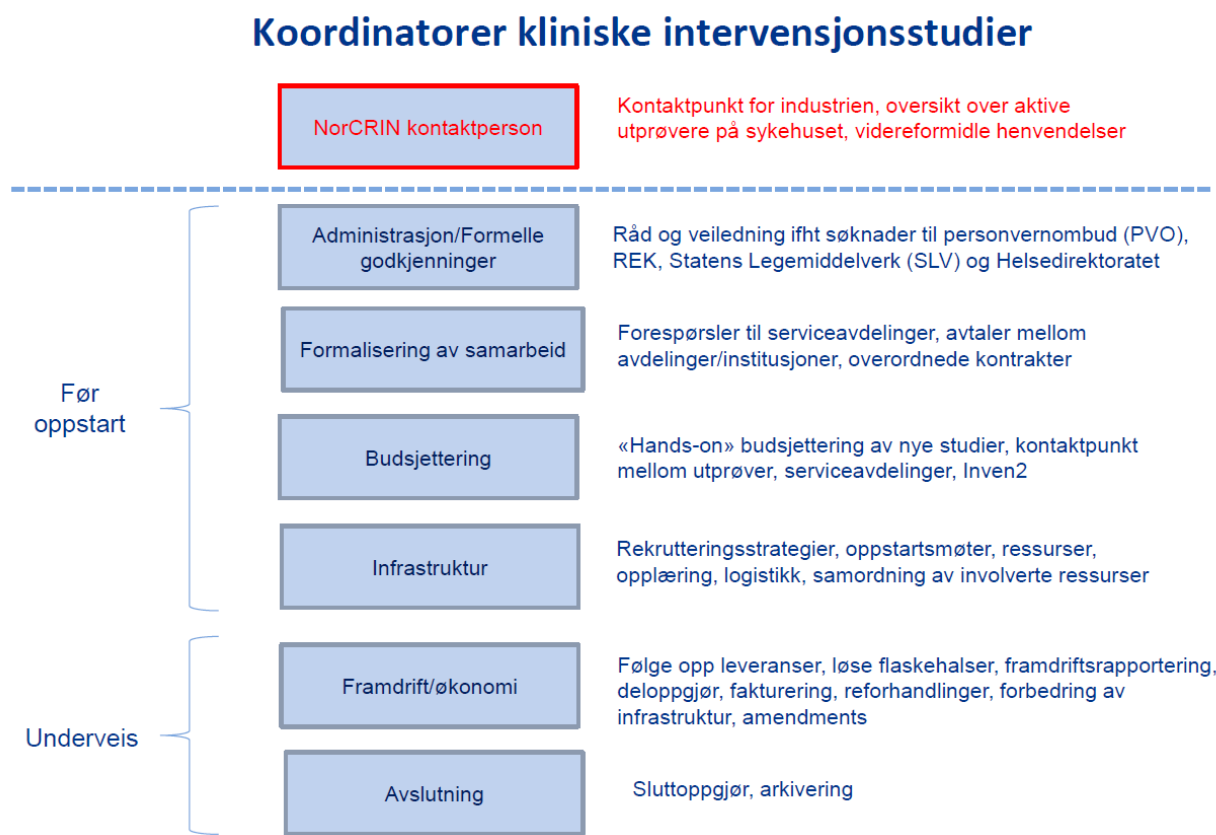 Koordinatorer kliniske intervensjonsstudier
NorCRIN kontaktperson
Kontaktpunkt for industrien, oversikt over aktive
utprøvere på sykehuset, videreformidle henvendelser
Før
oppstart
Administrasjon/Formelle
godkjenninger
Råd og veiledning ifht søknader til personvernombud (PVO),
REK, Statens Legemiddelverk (SLV) og Helsedirektoratet
Formalisering av samarbeid
Forespørsler til serviceavdelinger, avtaler mellom
avdelinger/institusjoner, overordnede kontrakter
Budsjettering
«Hands-on» budsjettering av nye studier, kontaktpunkt
mellom utprøver, serviceavdelinger, Inven2
Infrastruktur
Rekrutteringsstrategier, oppstartsmøter, ressurser,
opplæring, logistikk, samordning av involverte ressurser
Underveis
Framdrift/økonomi
Følge opp leveranser, løse flaskehalser, framdriftsrapportering,
deloppgjør, fakturering, reforhandlinger, forbedring av
infrastruktur, amendments
Avslutning
Sluttoppgjør, arkivering